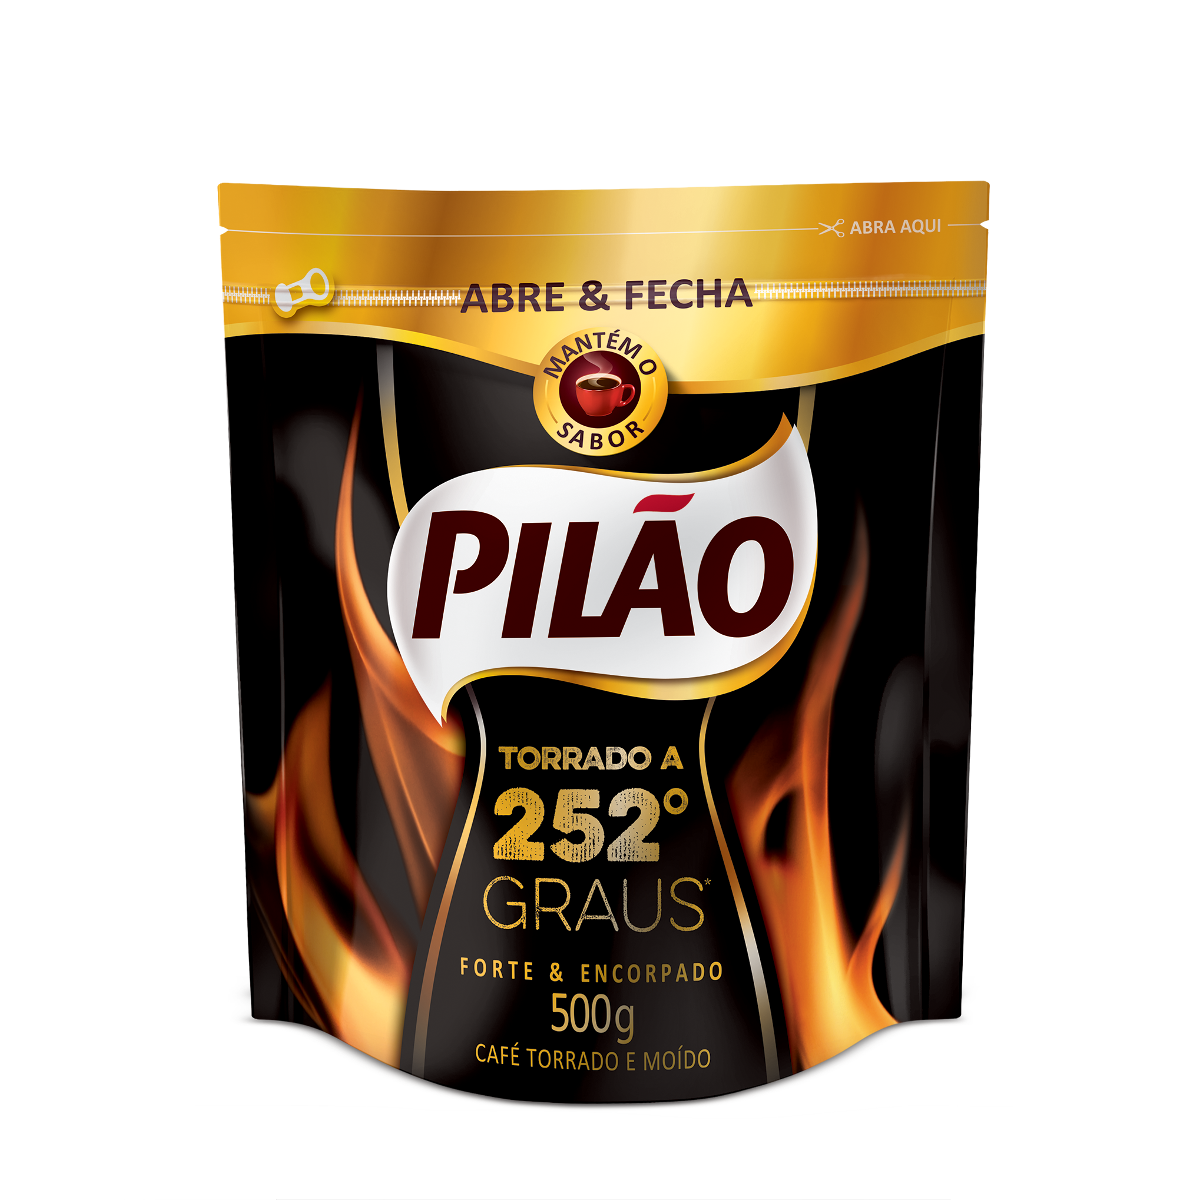 ABRA AQUI
ABRE & FECHA
MANTÉM O
SABOR
PILÃO
TORRADO A
252°
GRAUS*
FORTE & ENCORPADO
500g
CAFÉ TORRADO E MOÍDO